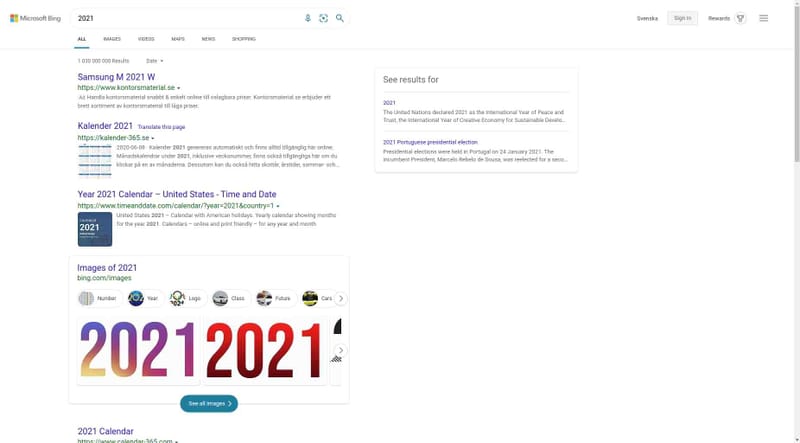 Microsoft Bing
2021
Svenska
Sign in
Rewards
ALL
IMAGES
VIDEOS
MAPS
NEWS
SHOPPING
1 030 000 000 Results
Date
Samsung M 2021 W
https://www.kontorsmaterial.se
Ad Handla kontorsmaterial snabbt & enkelt online till oslagbara priser. Kontorsmaterial.se erbjuder ett
brett sortiment av kontorsmaterial till låga priser.
Kalender 2021 Translate this page
https://kalender-365.se
2020-06-08 · Kalender 2021 genereras automatiskt och finns alltid tillgänglig här online.
Månadskalendrar under 2021, inklusive veckonummer, finns också tillgängliga här om du
klickar på en av månaderna. Dessutom kan du också hitta skottår, årstider, sommar- och...
Year 2021 Calendar – United States - Time and Date
https://www.timeanddate.com/calendar/?year=2021&country=1
2021
United States 2021 – Calendar with American holidays. Yearly calendar showing months
for the year 2021. Calendars – online and print friendly – for any year and month
Images of 2021
bing.com/images
Number
Year
Logo
Class
Future
Cars
2021
2021
See all images
2021 Calendar
https://www.calendar-365.com
See results for
2021
The United Nations declared 2021 as the International Year of Peace and
Trust, the International Year of Creative Economy for Sustainable Develo...
2021 Portuguese presidential election
Presidential elections were held in Portugal on 24 January 2021. The
incumbent President, Marcelo Rebelo de Sousa, was reelected for a seco...